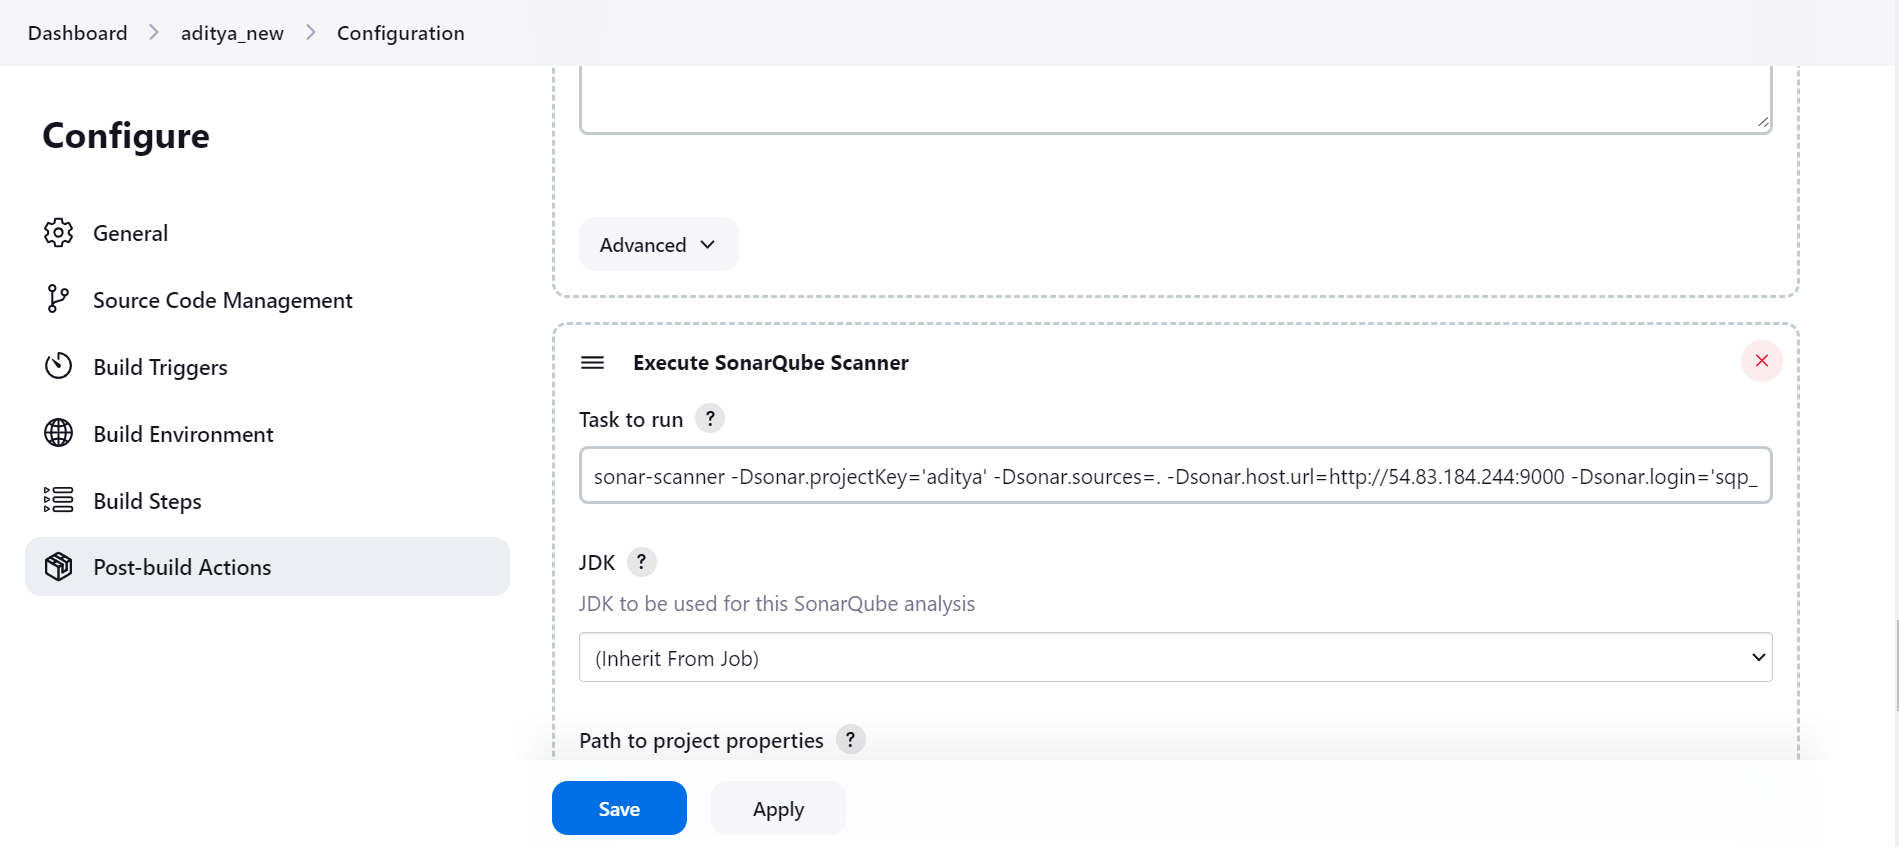 Dashboard > aditya_new > Configuration
Configure
General
Source Code Management
Build Triggers
Build Environment
Build Steps
Post-build Actions
Advanced
Execute SonarQube Scanner
Task to run ?
sonar-scanner -Dsonar.projectKey='aditya' -Dsonar.sources=. -Dsonar.host.url=http://54.83.184.244:9000 -Dsonar.login='sqp_
JDK ?
JDK to be used for this SonarQube analysis
(Inherit From Job)
Path to project properties ?
Save
Apply